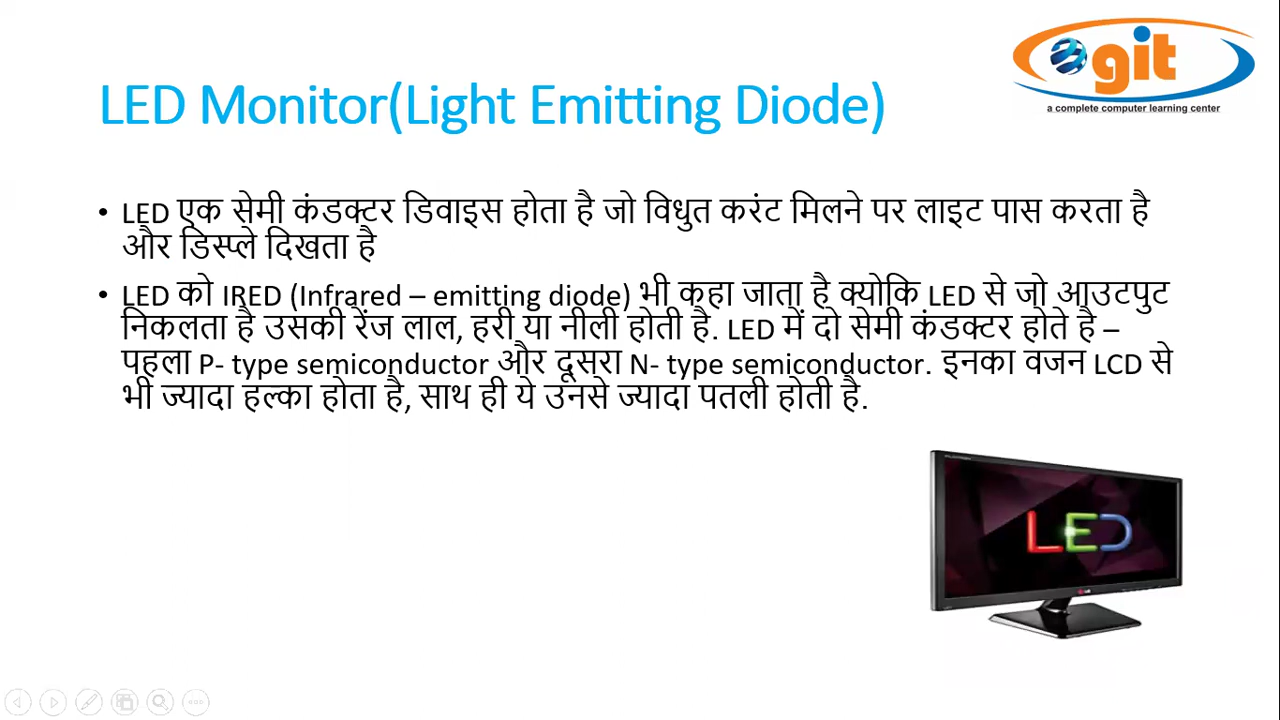 egit
a complete computer learning center
LED Monitor(Light Emitting Diode)
• LED एक सेमी कंडक्टर डिवाइस होता है जो विधुत करंट मिलने पर लाइट पास करता है
और डिस्प्ले दिखता है
• LED को IRED (Infrared – emitting diode) भी कहा जाता है क्योकि LED से जो आउटपुट
निकलता है उसकी रेंज लाल, हरी या नीली होती है. LED में दो सेमी कंडक्टर होते है –
पहला P- type semiconductor और दूसरा N- type semiconductor. इनका वजन LCD से
भी ज्यादा हल्का होता है, साथ ही ये उनसे ज्यादा पतली होती है.
LED